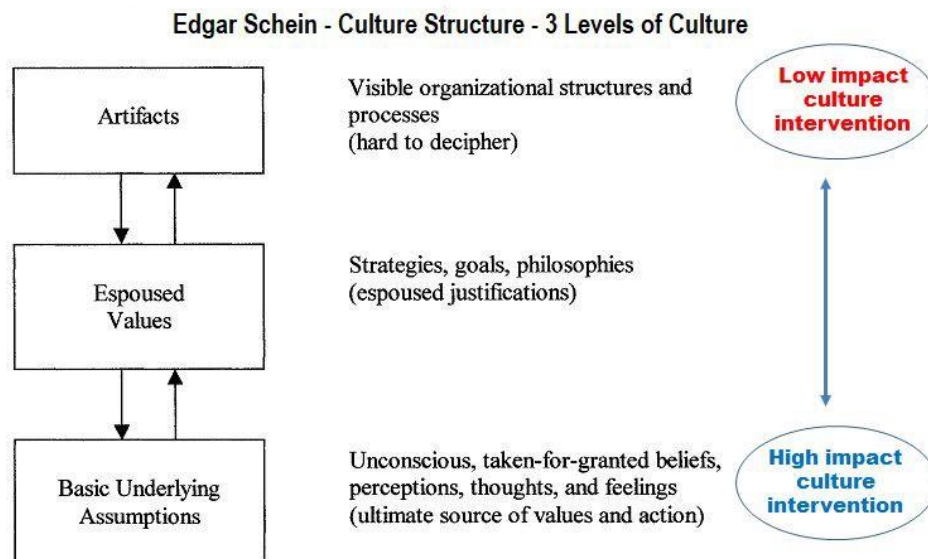 Edgar Schein - Culture Structure - 3 Levels of Culture
Artifacts
Visible organizational structures and
processes
(hard to decipher)
Low impact
culture
intervention
Espoused
Values
Strategies, goals, philosophies
(espoused justifications)
Basic Underlying
Assumptions
Unconscious, taken-for-granted beliefs,
perceptions, thoughts, and feelings
(ultimate source of values and action)
High impact
culture
intervention